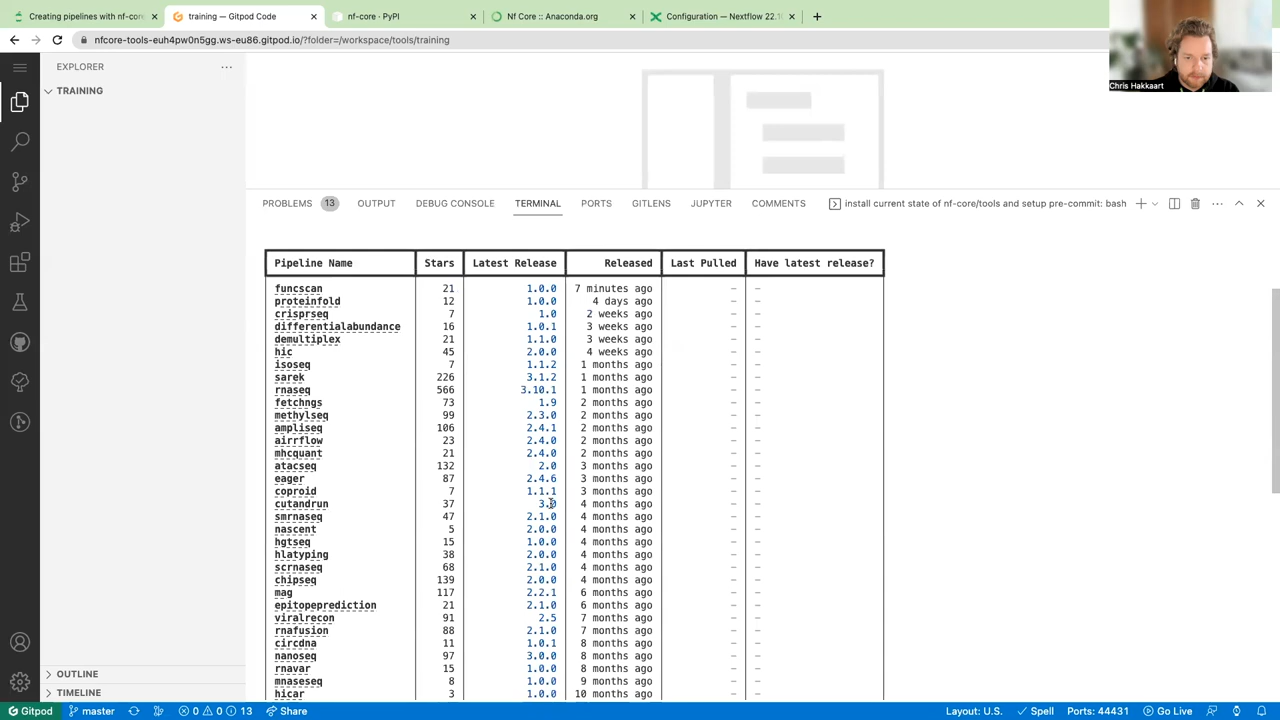 Creating pipelines with nf-core
training — Gitpod Code
nf-core · PyPI
Nf Core :: Anaconda.org
Configuration — Nextflow 22.1
nfcore-tools-euh4pw0n5gg.ws-eu86.gitpod.io/?folder=/workspace/tools/training
Chris Hakkaart
EXPLORER
TRAINING
PROBLEMS 13 OUTPUT DEBUG CONSOLE TERMINAL PORTS GITLENS JUPYTER COMMENTS install current state of nf-core/tools and setup pre-commit: bash
Pipeline Name Stars Latest Release Released Last Pulled Have latest release?
funcscan 21 1.0.0 7 minutes ago – –
proteinfold 12 1.0.0 4 days ago – –
crisprseq 7 1.0 2 weeks ago – –
differentialabundance 16 1.0.1 3 weeks ago – –
demultiplex 21 1.1.0 3 weeks ago – –
hic 45 2.0.0 4 weeks ago – –
isoseq 7 1.1.2 1 months ago – –
sarek 226 3.1.2 1 months ago – –
rnaseq 566 3.10.1 1 months ago – –
fetchngs 73 1.9 2 months ago – –
methylseq 99 2.3.0 2 months ago – –
ampliseq 106 2.4.1 2 months ago – –
airrflow 23 2.4.0 2 months ago – –
mhcquant 21 2.4.0 2 months ago – –
atacseq 132 2.0 3 months ago – –
eager 87 2.4.6 3 months ago – –
coproid 7 1.1.1 3 months ago – –
cutandrun 37 3.0 4 months ago – –
smrnaseq 47 2.1.0 4 months ago – –
nascent 5 2.0.0 4 months ago – –
hgtseq 15 1.0.0 4 months ago – –
hlatyping 38 2.0.0 4 months ago – –
scrnaseq 68 2.1.0 4 months ago – –
chipseq 139 2.0.0 4 months ago – –
mag 117 2.2.1 6 months ago – –
epitopeprediction 21 2.1.0 6 months ago – –
viralrecon 91 2.5 7 months ago – –
rnafusion 88 2.1.0 7 months ago – –
circdna 11 1.0.1 8 months ago – –
nanoseq 97 3.0.0 8 months ago – –
rnavar 15 1.0.0 8 months ago – –
mnaseseq 8 1.0.0 9 months ago – –
hicar 3 1.0.0 10 months ago – –
OUTLINE
TIMELINE
Gitpod master 0 0 13 Share Layout: U.S. Spell Ports: 44431 Go Live